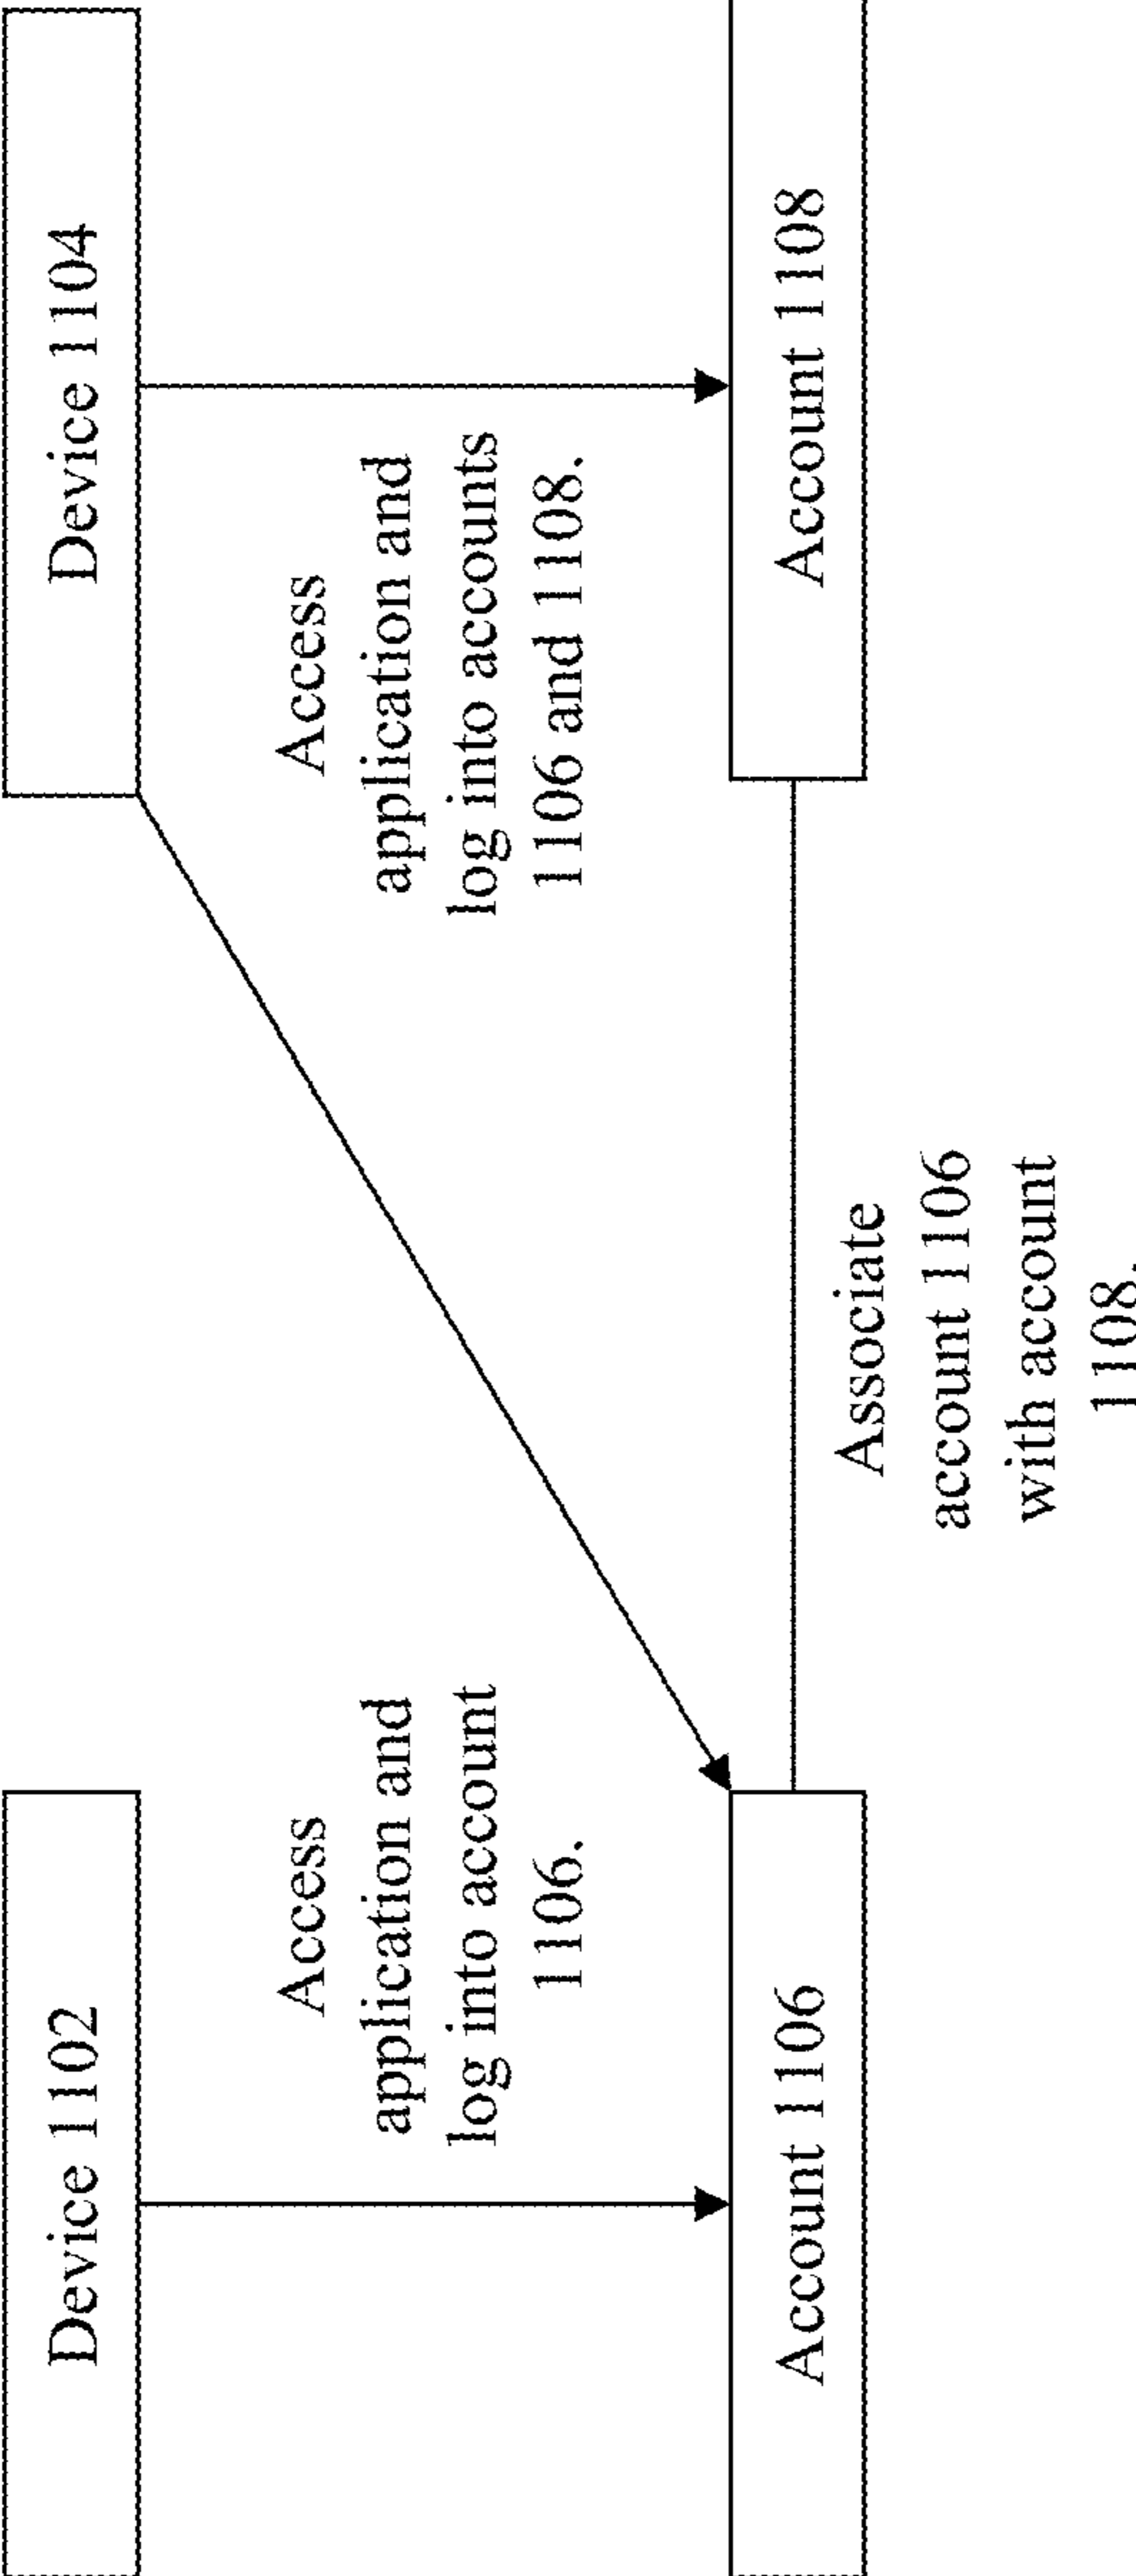 Device 1102
Device 1104
Access
application and
log into account
1106.
Access
application and
log into accounts
1106 and 1108.
Account 1106
Account 1108
Associate
account 1106
with account
1108.